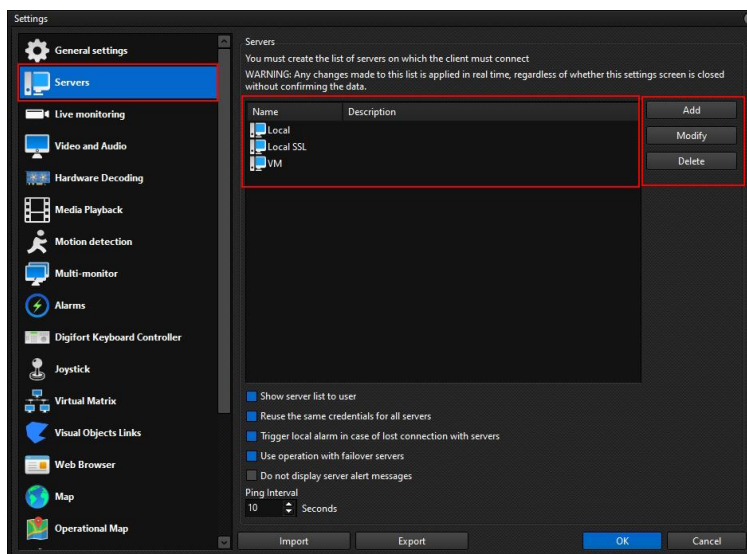 Settings
General settings
Servers
Live monitoring
Video and Audio
Hardware Decoding
Media Playback
Motion detection
Multi-monitor
Alarms
Digifort Keyboard Controller
Joystick
Virtual Matrix
Visual Objects Links
Web Browser
Map
Operational Map
Servers
You must create the list of servers on which the client must connect
WARNING: Any changes made to this list is applied in real time, regardless of whether this settings screen is closed
without confirming the data.
Name Description
Local
Local SSL
VM
Add
Modify
Delete
Show server list to user
Reuse the same credentials for all servers
Trigger local alarm in case of lost connection with servers
Use operation with failover servers
Do not display server alert messages
Ping Interval
10 Seconds
Import Export OK Cancel